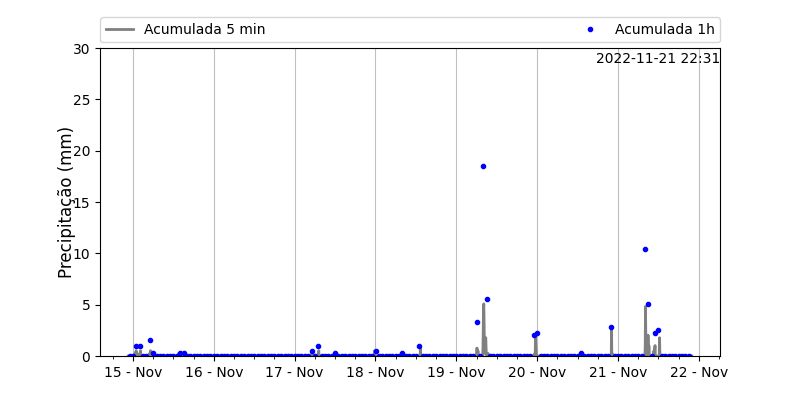 Acumulada 5 min
Acumulada 1h
2022-11-21 22:31
Precipitação (mm)
30
25
20
15
10
5
0
15 - Nov
16 - Nov
17 - Nov
18 - Nov
19 - Nov
20 - Nov
21 - Nov
22 - Nov